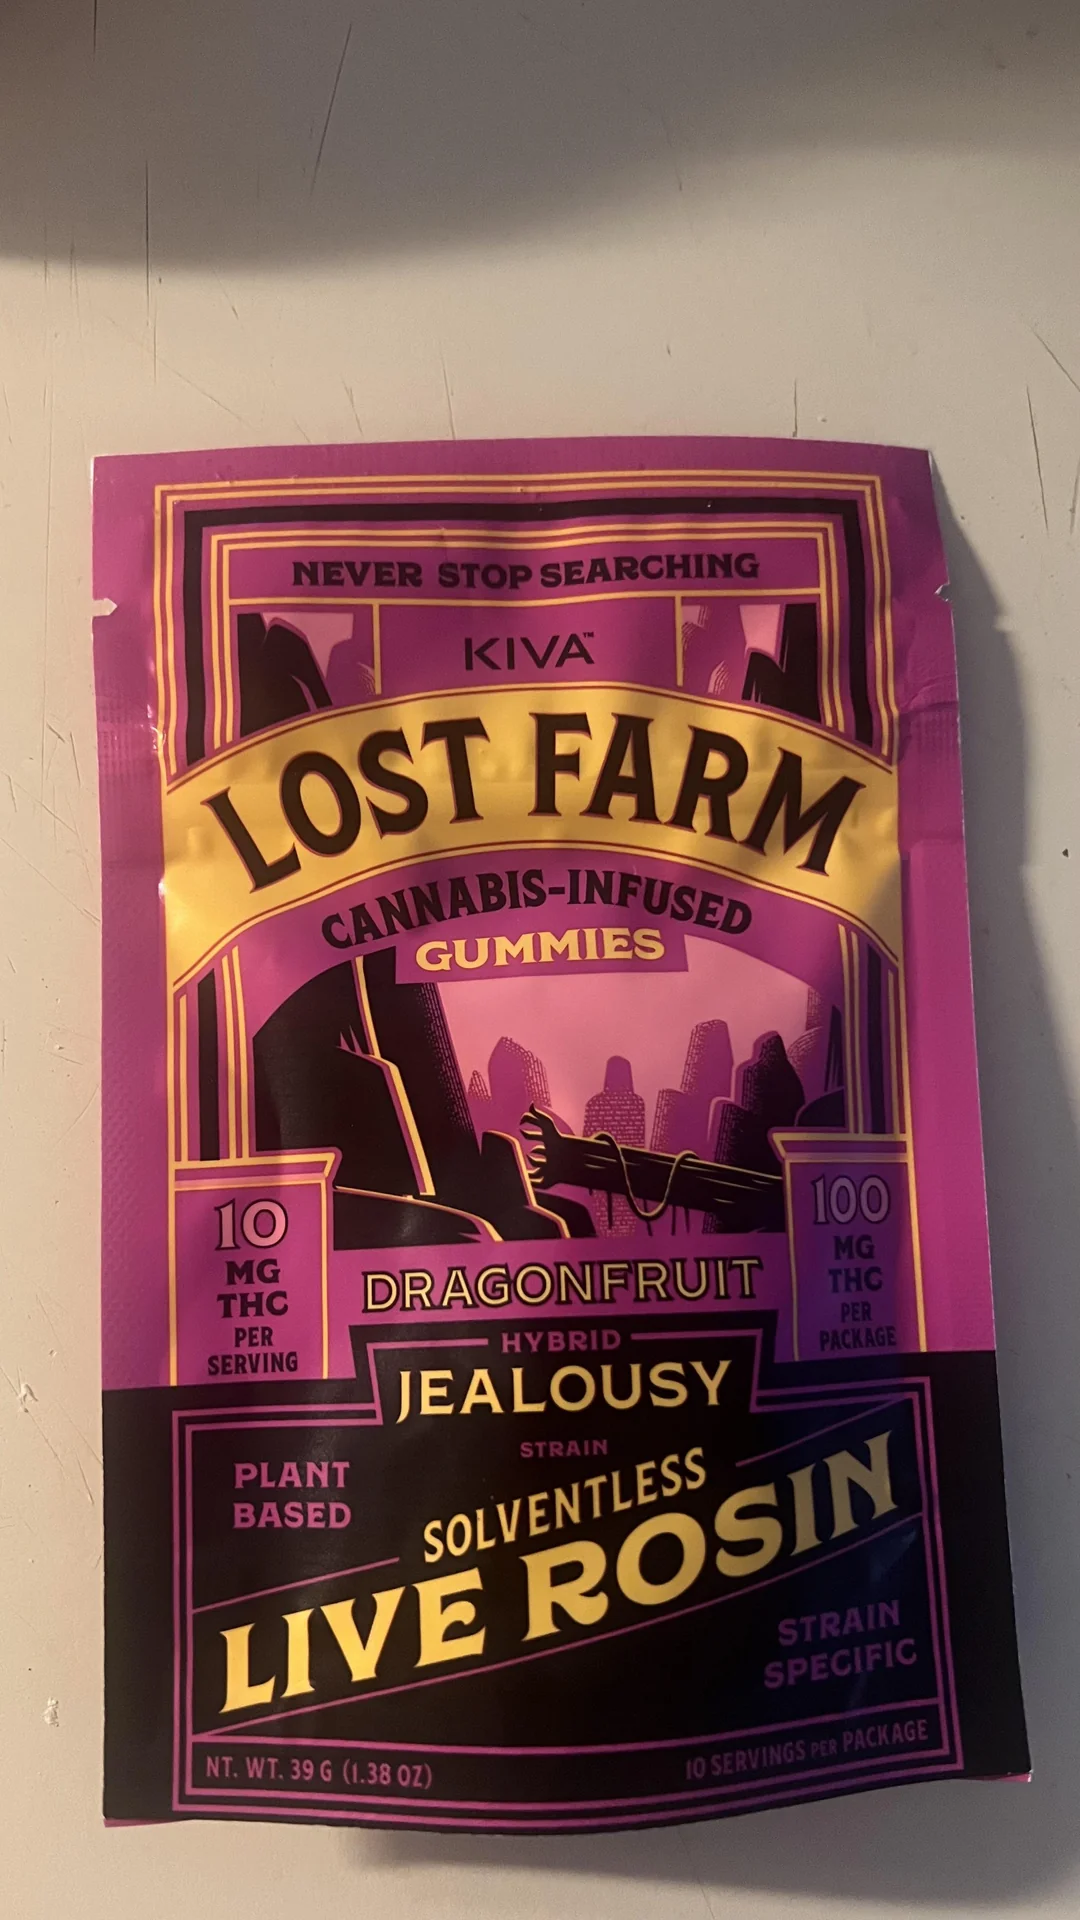 NEVER STOP SEARCHING
KIVA™
LOST FARM
CANNABIS-INFUSED
GUMMIES
10
MG
THC
PER
SERVING
100
MG
THC
PER
PACKAGE
DRAGONFRUIT
HYBRID
JEALOUSY
STRAIN
PLANT
BASED
SOLVENTLESS
LIVE ROSIN
STRAIN
SPECIFIC
NT. WT. 39 G (1.38 OZ)
10 SERVINGS PER PACKAGE